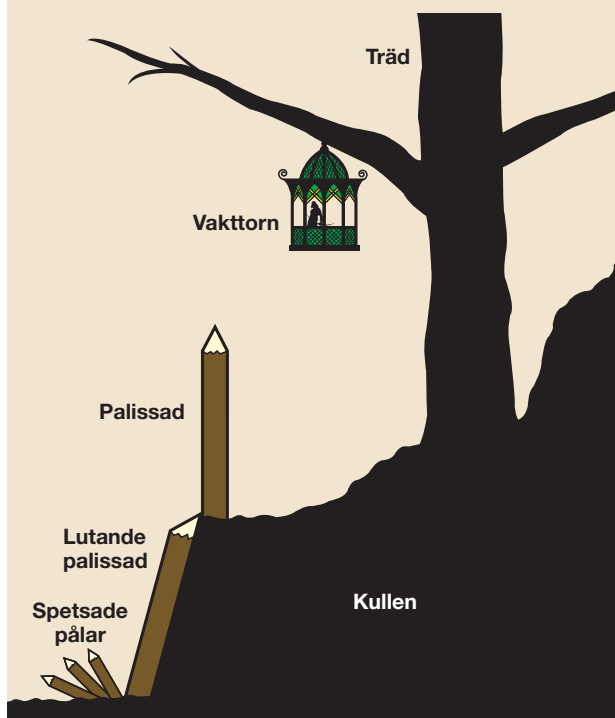 Träd
Vakttorn
Palissad
Lutande
palissad
Spetsade
pålar
Kullen